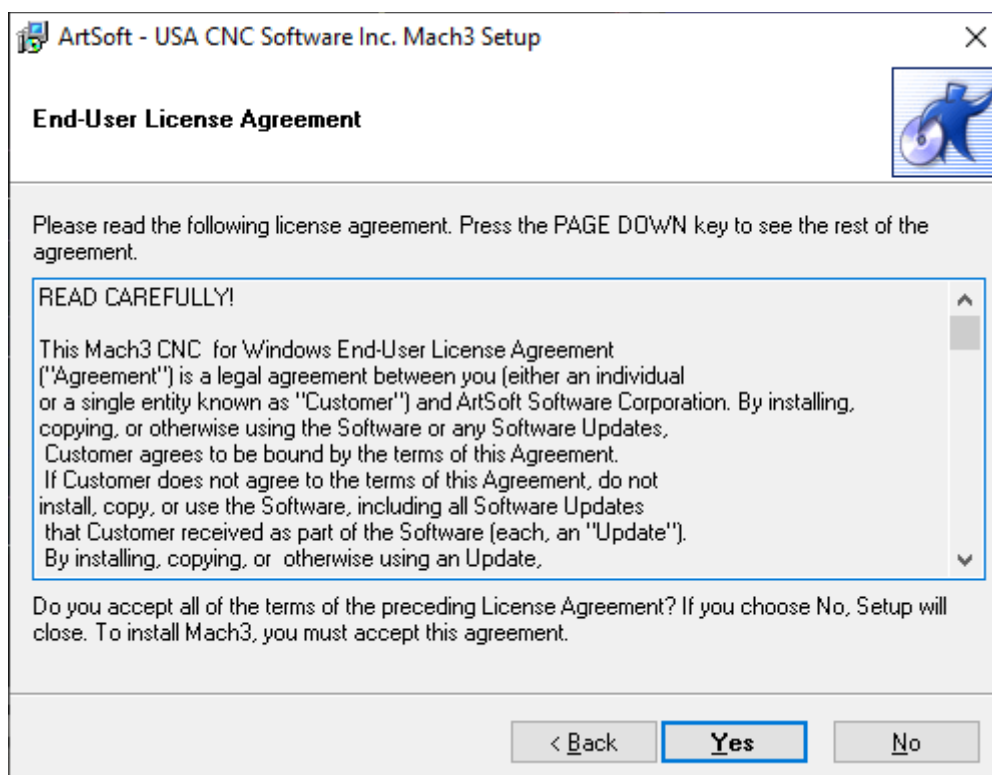 ArtSoft - USA CNC Software Inc. Mach3 Setup
End-User License Agreement
Please read the following license agreement. Press the PAGE DOWN key to see the rest of the
agreement.
READ CAREFULLY!
This Mach3 CNC  for Windows End-User License Agreement
("Agreement") is a legal agreement between you (either an individual
or a single entity known as "Customer") and ArtSoft Software Corporation. By installing,
copying, or otherwise using the Software or any Software Updates,
Customer agrees to be bound by the terms of this Agreement.
If Customer does not agree to the terms of this Agreement, do not
install, copy, or use the Software, including all Software Updates
that Customer received as part of the Software (each, an "Update").
By installing, copying, or  otherwise using an Update,
Do you accept all of the terms of the preceding License Agreement? If you choose No, Setup will
close. To install Mach3, you must accept this agreement.
< Back Yes No